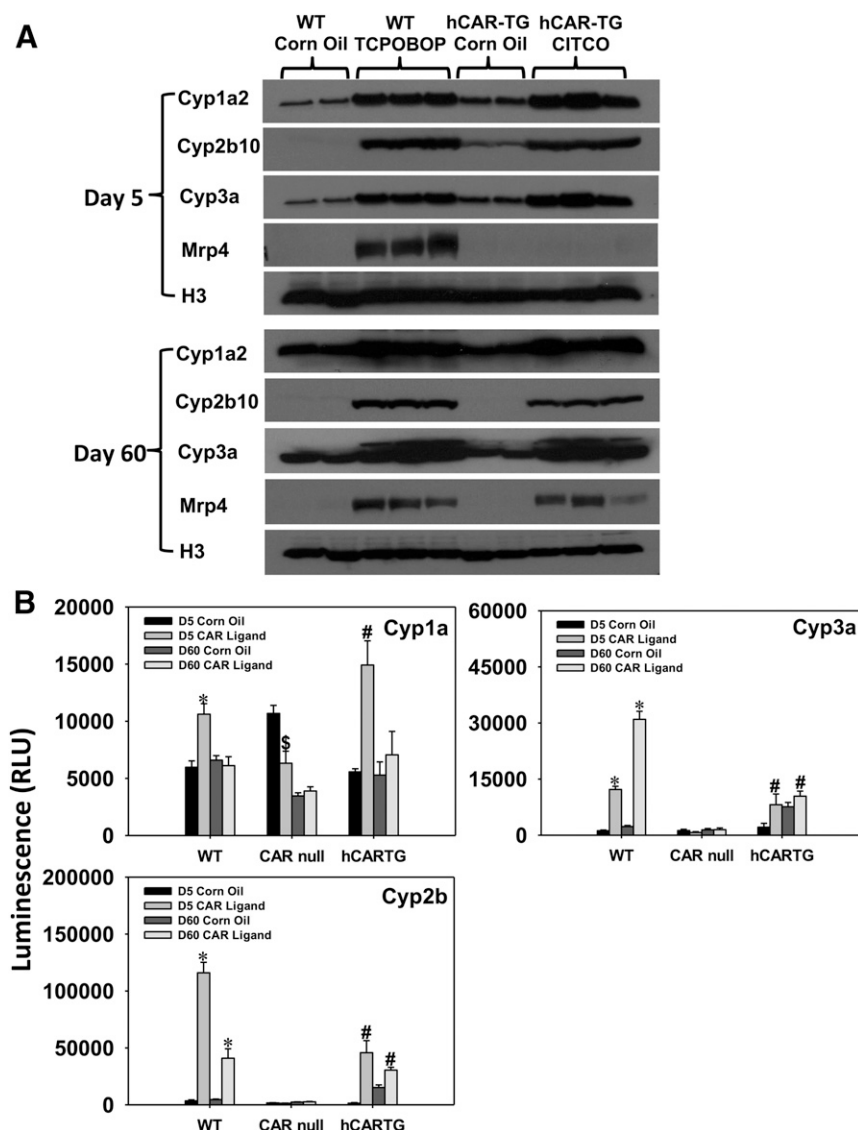 A
WT
Corn Oil
WT
TCPOBOP
hCAR-TG
Corn Oil
hCAR-TG
CITCO
Day 5
Cyp1a2
Cyp2b10
Cyp3a
Mrp4
H3
Day 60
Cyp1a2
Cyp2b10
Cyp3a
Mrp4
H3
B
Luminescence (RLU)
20000
15000
10000
5000
0
D5 Corn Oil
D5 CAR Ligand
D60 Corn Oil
D60 CAR Ligand
Cyp1a
*
$
#
WT
CAR null
hCARTG
60000
45000
30000
15000
0
D5 Corn Oil
D5 CAR Ligand
D60 Corn Oil
D60 CAR Ligand
Cyp3a
*
*
#
#
WT
CAR null
hCARTG
200000
150000
100000
50000
0
D5 Corn Oil
D5 CAR Ligand
D60 Corn Oil
D60 CAR Ligand
Cyp2b
*
*
#
#
WT
CAR null
hCARTG